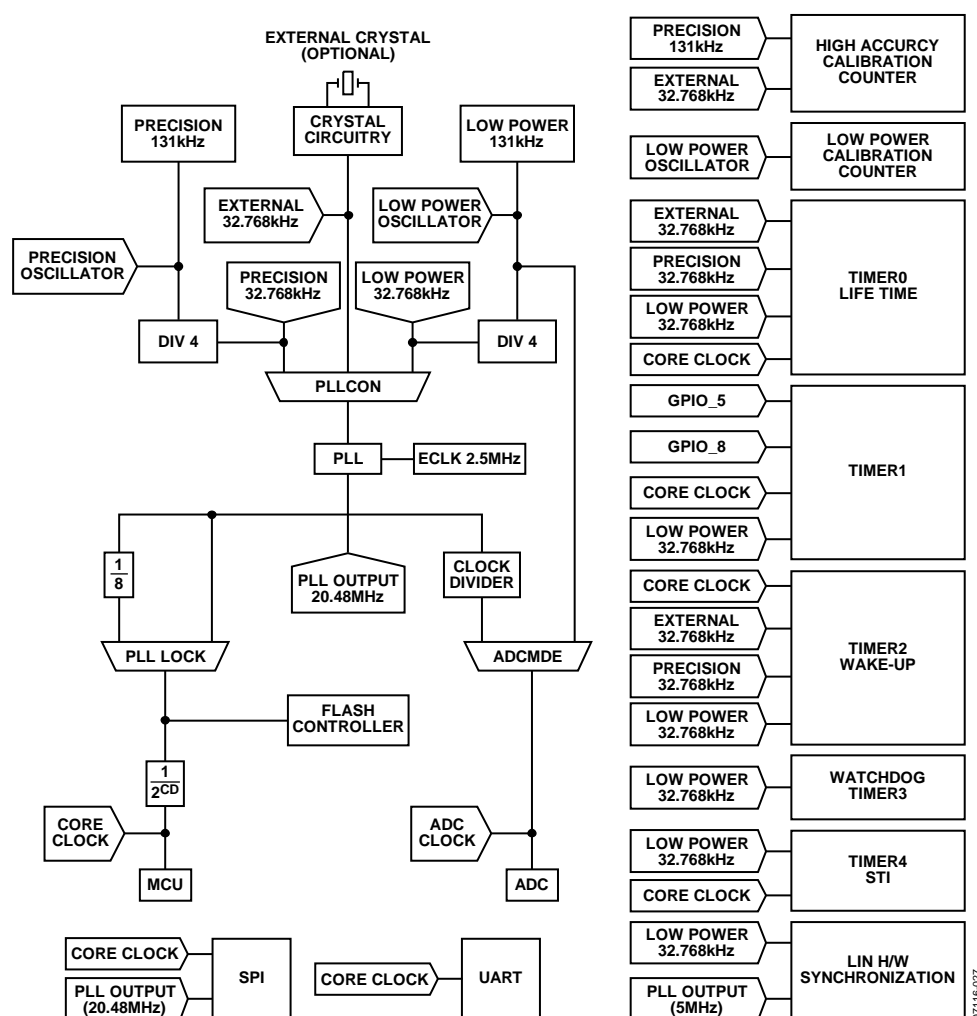 EXTERNAL CRYSTAL
(OPTIONAL)
PRECISION
131kHz
CRYSTAL
CIRCUITRY
LOW POWER
131kHz
EXTERNAL
32.768kHz
LOW POWER
OSCILLATOR
PRECISION
OSCILLATOR
PRECISION
32.768kHz
LOW POWER
32.768kHz
DIV 4
DIV 4
PLLCON
PLL
ECLK 2.5MHz
1
8
PLL OUTPUT
20.48MHz
CLOCK
DIVIDER
PLL LOCK
ADCMDE
FLASH
CONTROLLER
1
2CD
CORE
CLOCK
ADC
CLOCK
MCU
ADC
CORE CLOCK
PLL OUTPUT
(20.48MHz)
SPI
CORE CLOCK
UART
PRECISION
131kHz
EXTERNAL
32.768kHz
HIGH ACCURCY
CALIBRATION
COUNTER
LOW POWER
OSCILLATOR
LOW POWER
CALIBRATION
COUNTER
EXTERNAL
32.768kHz
PRECISION
32.768kHz
LOW POWER
32.768kHz
CORE CLOCK
TIMER0
LIFE TIME
GPIO_5
GPIO_8
CORE CLOCK
LOW POWER
32.768kHz
TIMER1
CORE CLOCK
EXTERNAL
32.768kHz
PRECISION
32.768kHz
LOW POWER
32.768kHz
TIMER2
WAKE-UP
LOW POWER
32.768kHz
WATCHDOG
TIMER3
LOW POWER
32.768kHz
CORE CLOCK
TIMER4
STI
LOW POWER
32.768kHz
PLL OUTPUT
(5MHz)
LIN H/W
SYNCHRONIZATION
07116-027